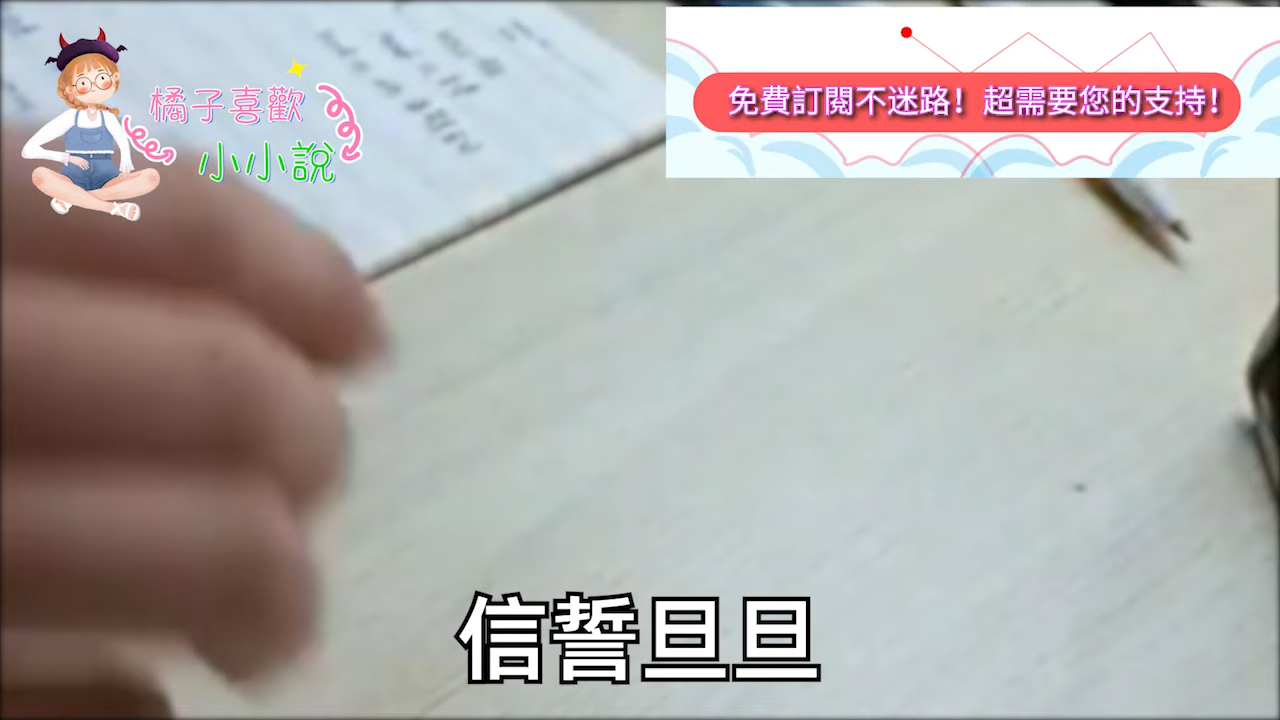 橘子喜歡
小小說
免費訂閱不迷路！超需要您的支持！
信誓旦旦